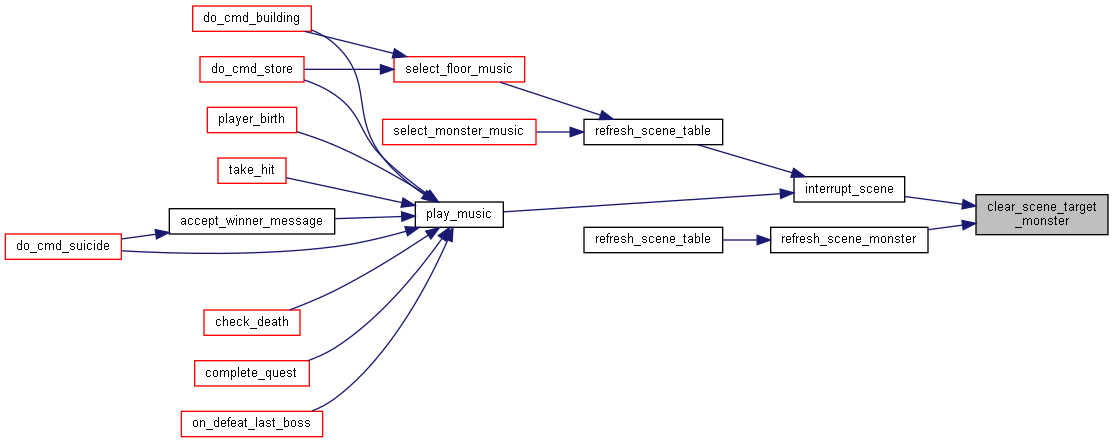 do_cmd_building
do_cmd_store
select_floor_music
player_birth
select_monster_music
refresh_scene_table
take_hit
interrupt_scene
accept_winner_message
play_music
clear_scene_target
_monster
do_cmd_suicide
refresh_scene_table
refresh_scene_monster
check_death
complete_quest
on_defeat_last_boss